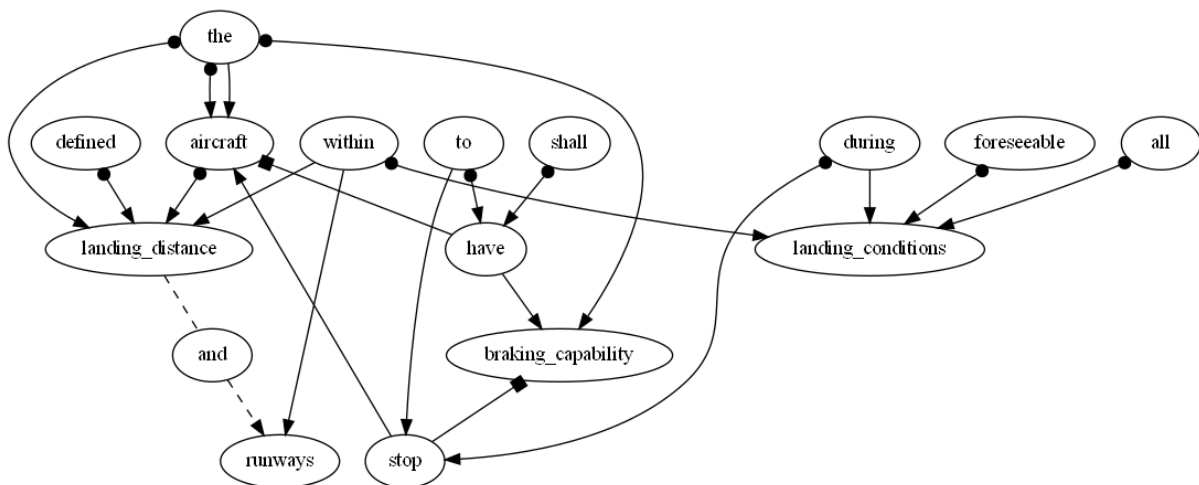 the
defined aircraft within to shall during foreseeable all
landing_distance have landing_conditions
and braking_capability
runways stop